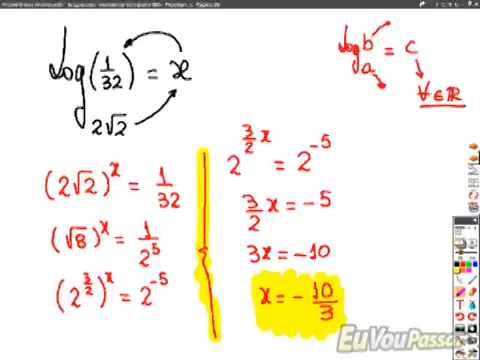 log_{2√2} (1/32) = x
log_a b = c
∀ ∈ ℝ
(2√2)^x = 1/32
(√8)^x = 1/2^5
(2^{3/2})^x = 2^{-5}
2^{3/2 x} = 2^{-5}
3/2 x = -5
3x = -10
x = - 10/3
EuVouPassar